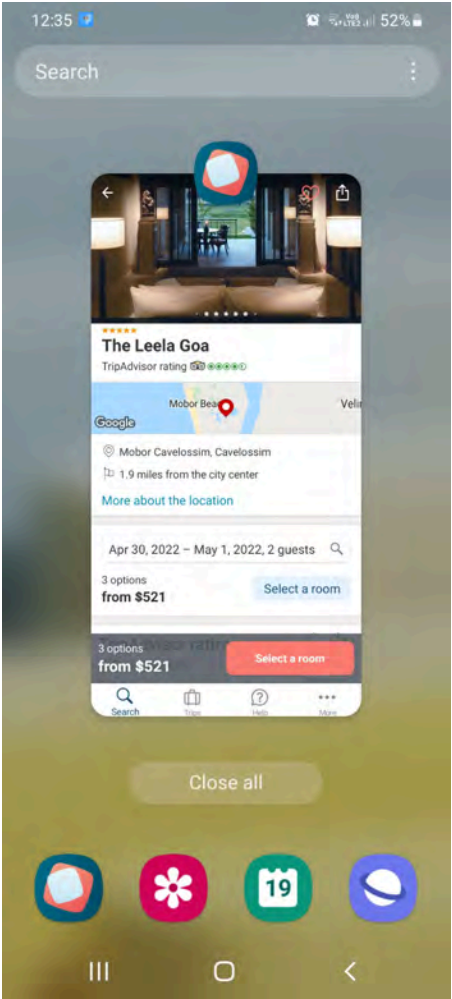 12:35
52%
Search
The Leela Goa
TripAdvisor rating
Mobor Bea
Google
Mobor Cavelossim, Cavelossim
1.9 miles from the city center
More about the location
Apr 30, 2022 – May 1, 2022, 2 guests
3 options
from $521
Select a room
3 options
from $521
Select a room
Search
Trips
Help
More
Close all
19